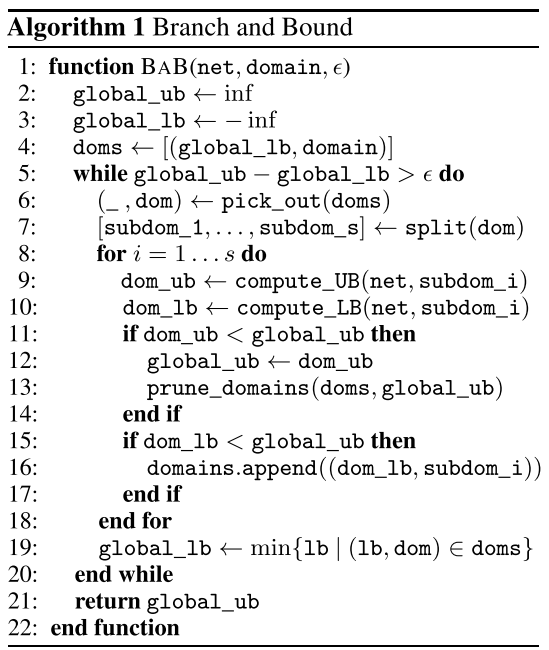 Algorithm 1 Branch and Bound
1: function BAB(net, domain, ϵ)
2: global_ub ← inf
3: global_lb ← − inf
4: doms ← [(global_lb, domain)]
5: while global_ub − global_lb > ϵ do
6: (_ , dom) ← pick_out(doms)
7: [subdom_1, . . . , subdom_s] ← split(dom)
8: for i = 1 . . . s do
9: dom_ub ← compute_UB(net, subdom_i)
10: dom_lb ← compute_LB(net, subdom_i)
11: if dom_ub < global_ub then
12: global_ub ← dom_ub
13: prune_domains(doms, global_ub)
14: end if
15: if dom_lb < global_ub then
16: domains.append((dom_lb, subdom_i))
17: end if
18: end for
19: global_lb ← min{lb | (lb, dom) ∈ doms}
20: end while
21: return global_ub
22: end function